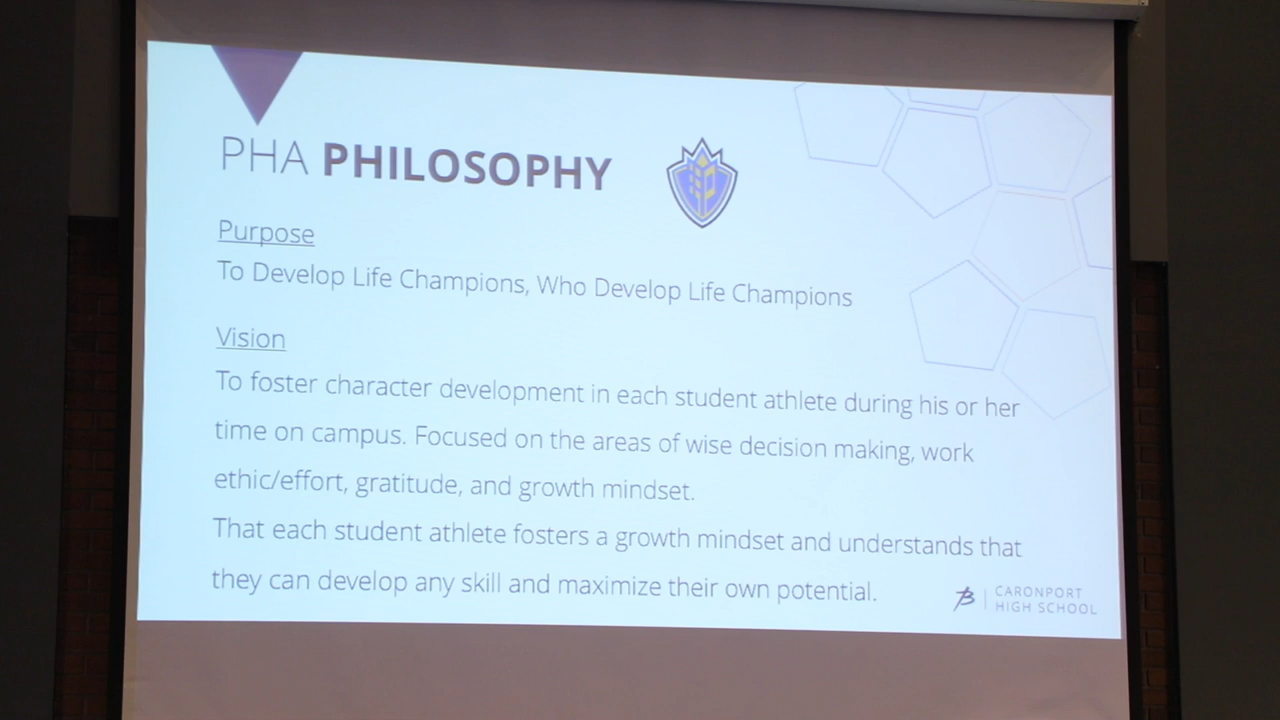 PHA PHILOSOPHY
Purpose
To Develop Life Champions, Who Develop Life Champions
Vision
To foster character development in each student athlete during his or her
time on campus. Focused on the areas of wise decision making, work
ethic/effort, gratitude, and growth mindset.
That each student athlete fosters a growth mindset and understands that
they can develop any skill and maximize their own potential.
CARONPORT
HIGH SCHOOL